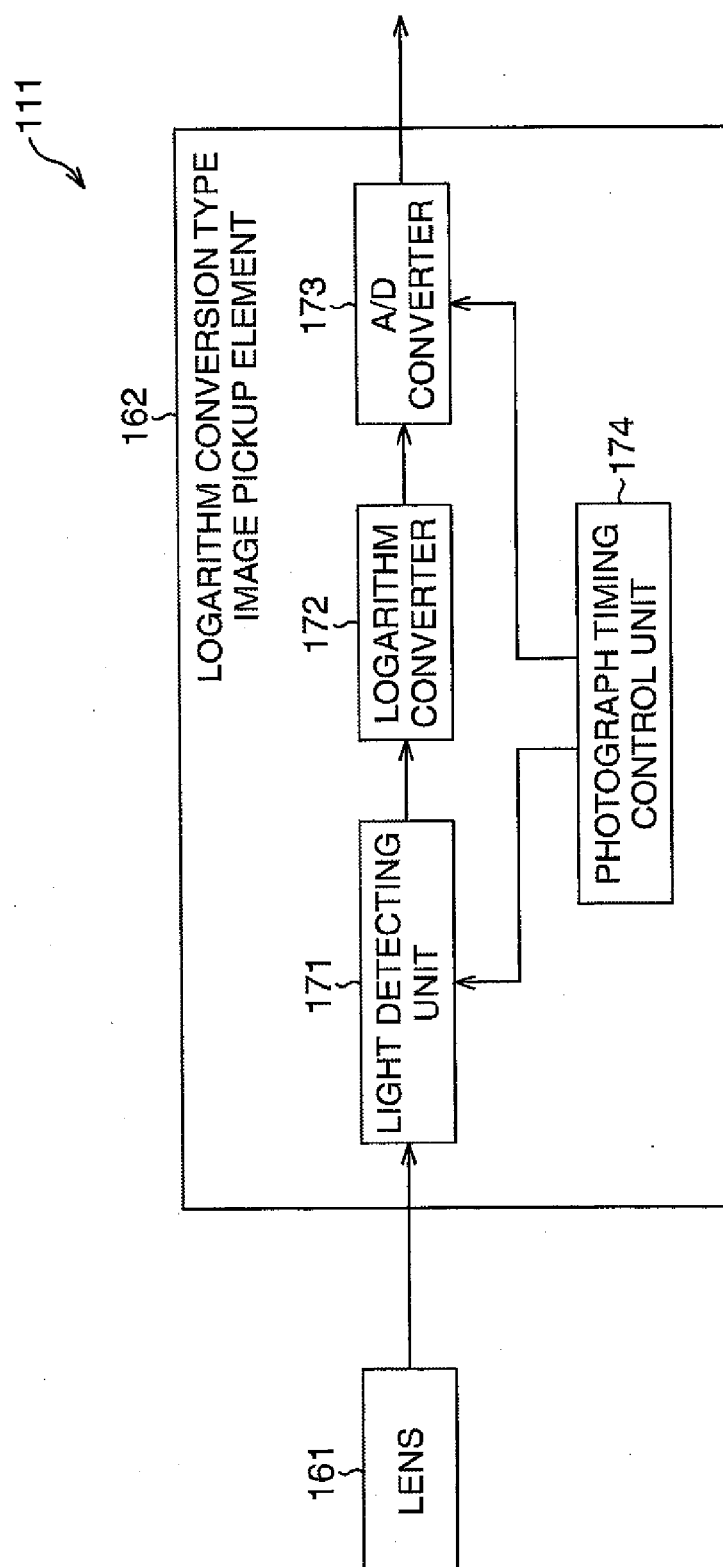 111
162
LOGARITHM CONVERSION TYPE
IMAGE PICKUP ELEMENT
161
LENS
171
LIGHT DETECTING
UNIT
172
LOGARITHM
CONVERTER
173
A/D
CONVERTER
174
PHOTOGRAPH TIMING
CONTROL UNIT